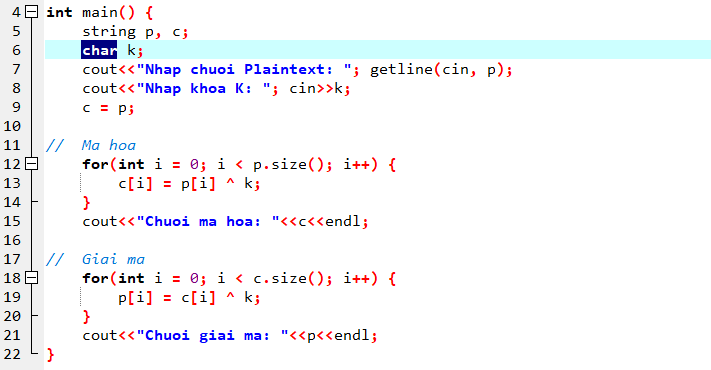 4 int main() {
5 string p, c;
6 char k;
7 cout<<"Nhap chuoi Plaintext: "; getline(cin, p);
8 cout<<"Nhap khoa K: "; cin>>k;
9 c = p;
10
11 // Ma hoa
12 for(int i = 0; i < p.size(); i++) {
13 c[i] = p[i] ^ k;
14 }
15 cout<<"Chuoi ma hoa: "<<c<<endl;
16
17 // Giai ma
18 for(int i = 0; i < c.size(); i++) {
19 p[i] = c[i] ^ k;
20 }
21 cout<<"Chuoi giai ma: "<<p<<endl;
22 }